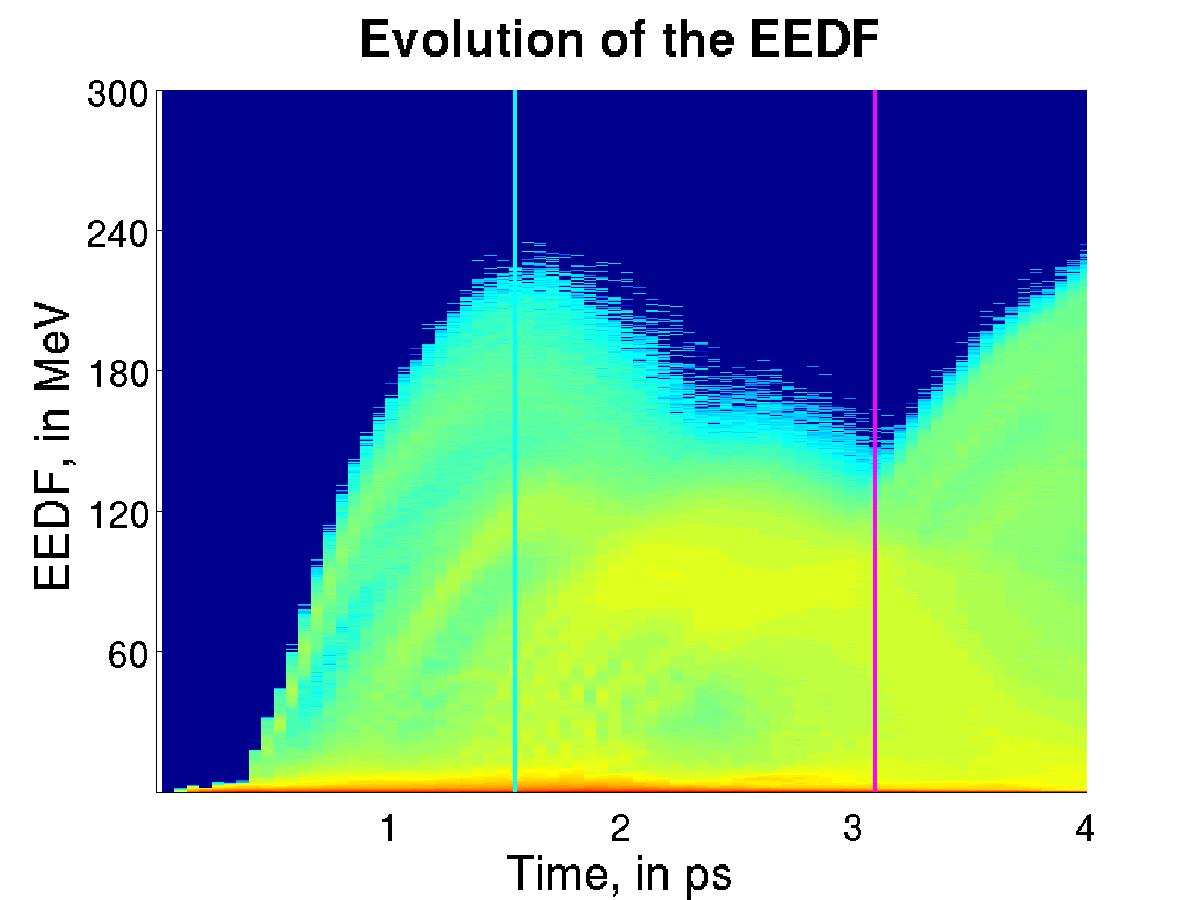 Evolution of the EEDF
300
240
180
120
60
EEDF, in MeV
1 2 3 4
Time, in ps